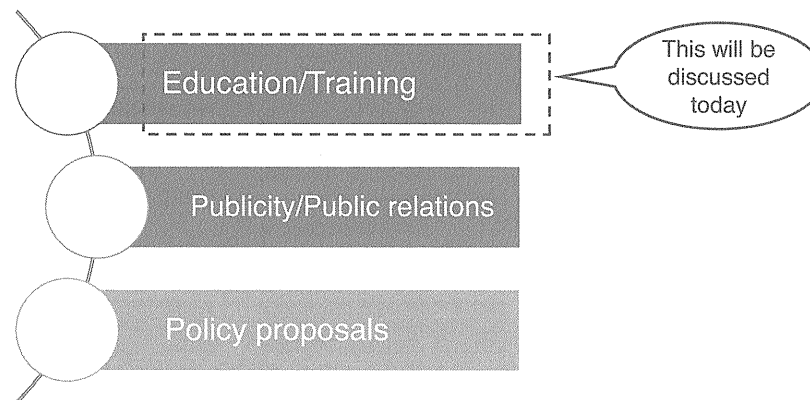 Education/Training
This will be
discussed
today
Publicity/Public relations
Policy proposals